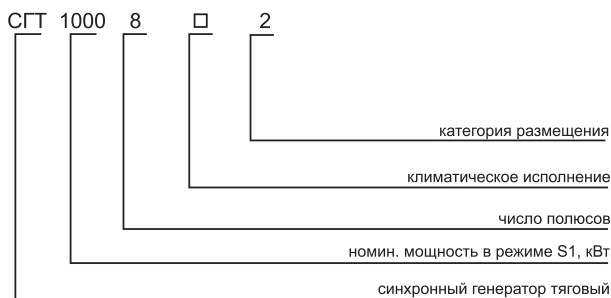 СГТ 1000 8 □ 2
категория размещения
климатическое исполнение
число полюсов
номин. мощность в режиме S1, кВт
синхронный генератор тяговый